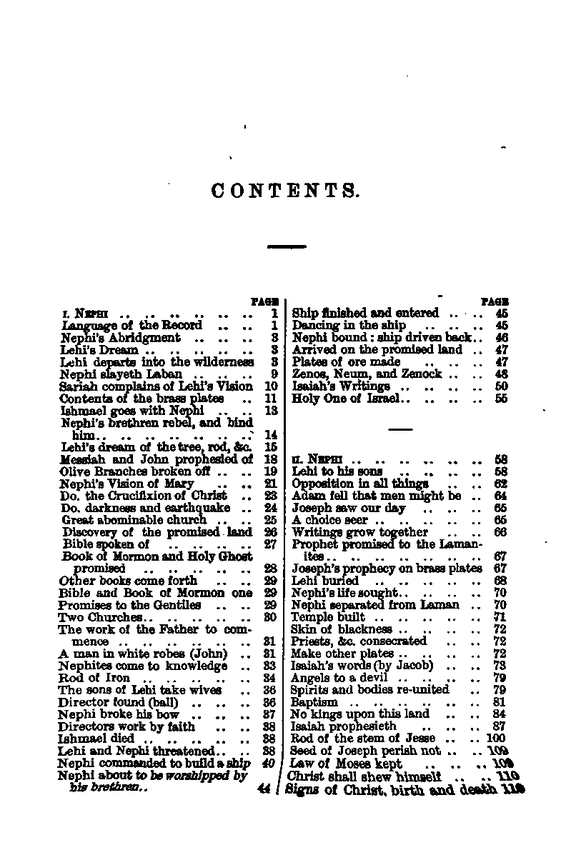 CONTENTS.
PAGE
I. NEPHI .. .. .. .. .. .. 1
Language of the Record .. .. 1
Nephi's Abridgment .. .. .. 3
Lehi's Dream .. .. .. .. .. 3
Lehi departs into the wilderness 3
Nephi slayeth Laban .. .. .. 9
Sariah complains of Lehi's Vision 10
Contents of the brass plates .. 11
Ishmael goes with Nephi .. .. 13
Nephi's brethren rebel, and bind
him.. .. .. .. .. .. .. 14
Lehi's dream of the tree, rod, &c. 15
Messiah and John prophesied of 18
Olive Branches broken off .. .. 19
Nephi's Vision of Mary .. .. 21
Do. the Crucifixion of Christ .. 23
Do. darkness and earthquake .. 24
Great abominable church .. .. 25
Discovery of the promised land 26
Bible spoken of .. .. .. .. 27
Book of Mormon and Holy Ghost
promised .. .. .. .. .. 28
Other books come forth .. .. 29
Bible and Book of Mormon one 29
Promises to the Gentiles .. .. 29
Two Churches.. .. .. .. .. 30
The work of the Father to com-
mence .. .. .. .. .. .. 31
A man in white robes (John) .. 31
Nephites come to knowledge .. 33
Rod of Iron .. .. .. .. .. 34
The sons of Lehi take wives .. 36
Director found (ball) .. .. .. 36
Nephi broke his bow .. .. .. 37
Directors work by faith .. .. 38
Ishmael died .. .. .. .. .. 38
Lehi and Nephi threatened.. .. 38
Nephi commanded to build a ship 40
Nephi about to be worshipped by
his brethren.. 44
PAGE
Ship finished and entered .. .. 45
Dancing in the ship .. .. .. 45
Nephi bound : ship driven back.. 46
Arrived on the promised land .. 47
Plates of ore made .. .. .. 47
Zenos, Neum, and Zenock .. .. 48
Isaiah's Writings .. .. .. .. 50
Holy One of Israel.. .. .. .. 55
II. NEPHI .. .. .. .. .. .. 58
Lehi to his sons .. .. .. .. 58
Opposition in all things .. .. 62
Adam fell that men might be .. 64
Joseph saw our day .. .. .. 65
A choice seer .. .. .. .. .. 65
Writings grow together .. .. 66
Prophet promised to the Laman-
ites.. .. .. .. .. .. .. 67
Joseph's prophecy on brass plates 67
Lehi buried .. .. .. .. .. 68
Nephi's life sought.. .. .. .. 70
Nephi separated from Laman .. 70
Temple built .. .. .. .. .. 71
Skin of blackness .. .. .. .. 72
Priests, &c. consecrated .. .. 72
Make other plates .. .. .. .. 72
Isaiah's words (by Jacob) .. .. 73
Angels to a devil .. .. .. .. 79
Spirits and bodies re-united .. 79
Baptism .. .. .. .. .. .. 81
No kings upon this land .. .. 84
Isaiah prophesieth .. .. .. 87
Rod of the stem of Jesse .. .. 100
Seed of Joseph perish not .. .. 109
Law of Moses kept .. .. .. 109
Christ shall shew himself .. .. 110
Signs of Christ, birth and death 110